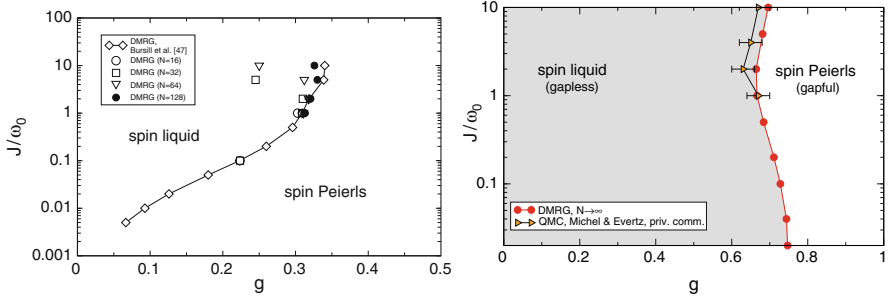 100
10
1
0.1
0.01
0.001
J/ω₀
DMRG,
Bursill et al. [47]
DMRG (N=16)
DMRG (N=32)
DMRG (N=64)
DMRG (N=128)
spin liquid
spin Peierls
0 0.1 0.2 0.3 0.4 0.5
g
10
1
0.1
J/ω₀
spin liquid
(gapless)
spin Peierls
(gapful)
DMRG, N→∞
QMC, Michel & Evertz, priv. comm.
0 0.2 0.4 0.6 0.8 1
g